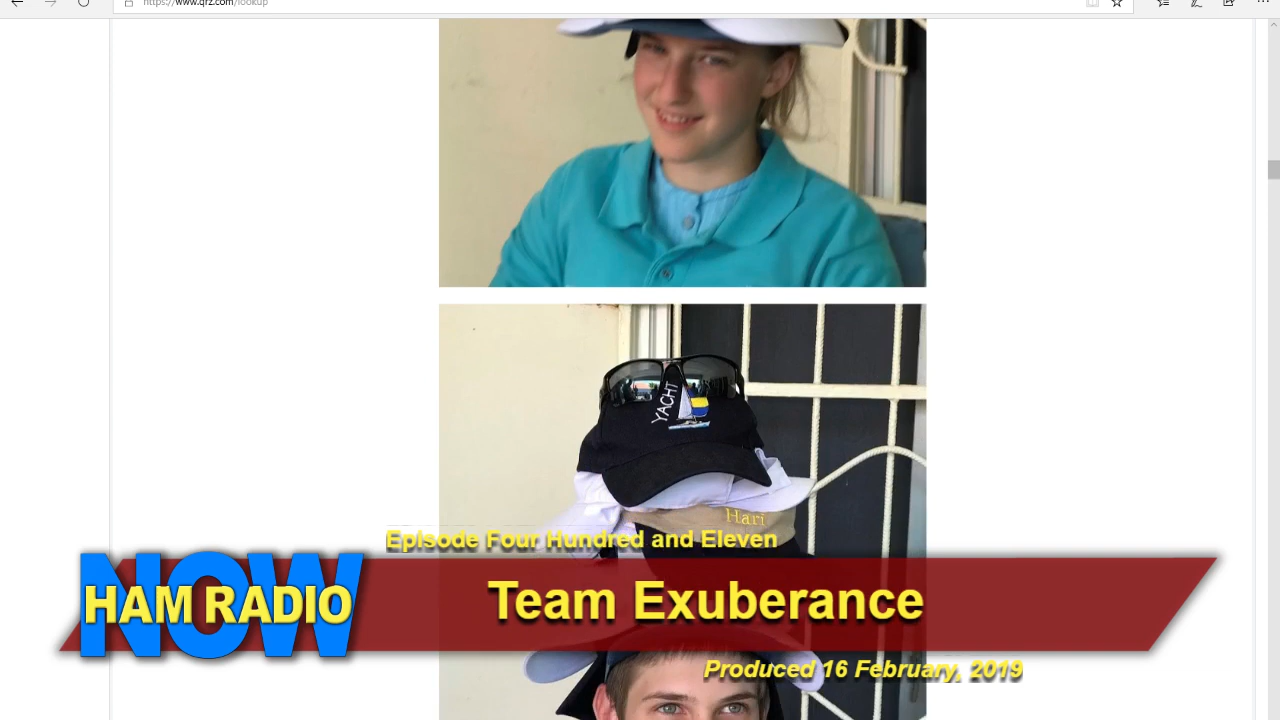 https://www.qrz.com/lookup
YACHT
Hari
Episode Four Hundred and Eleven
NOW
HAM RADIO
Team Exuberance
Produced 16 February, 2019